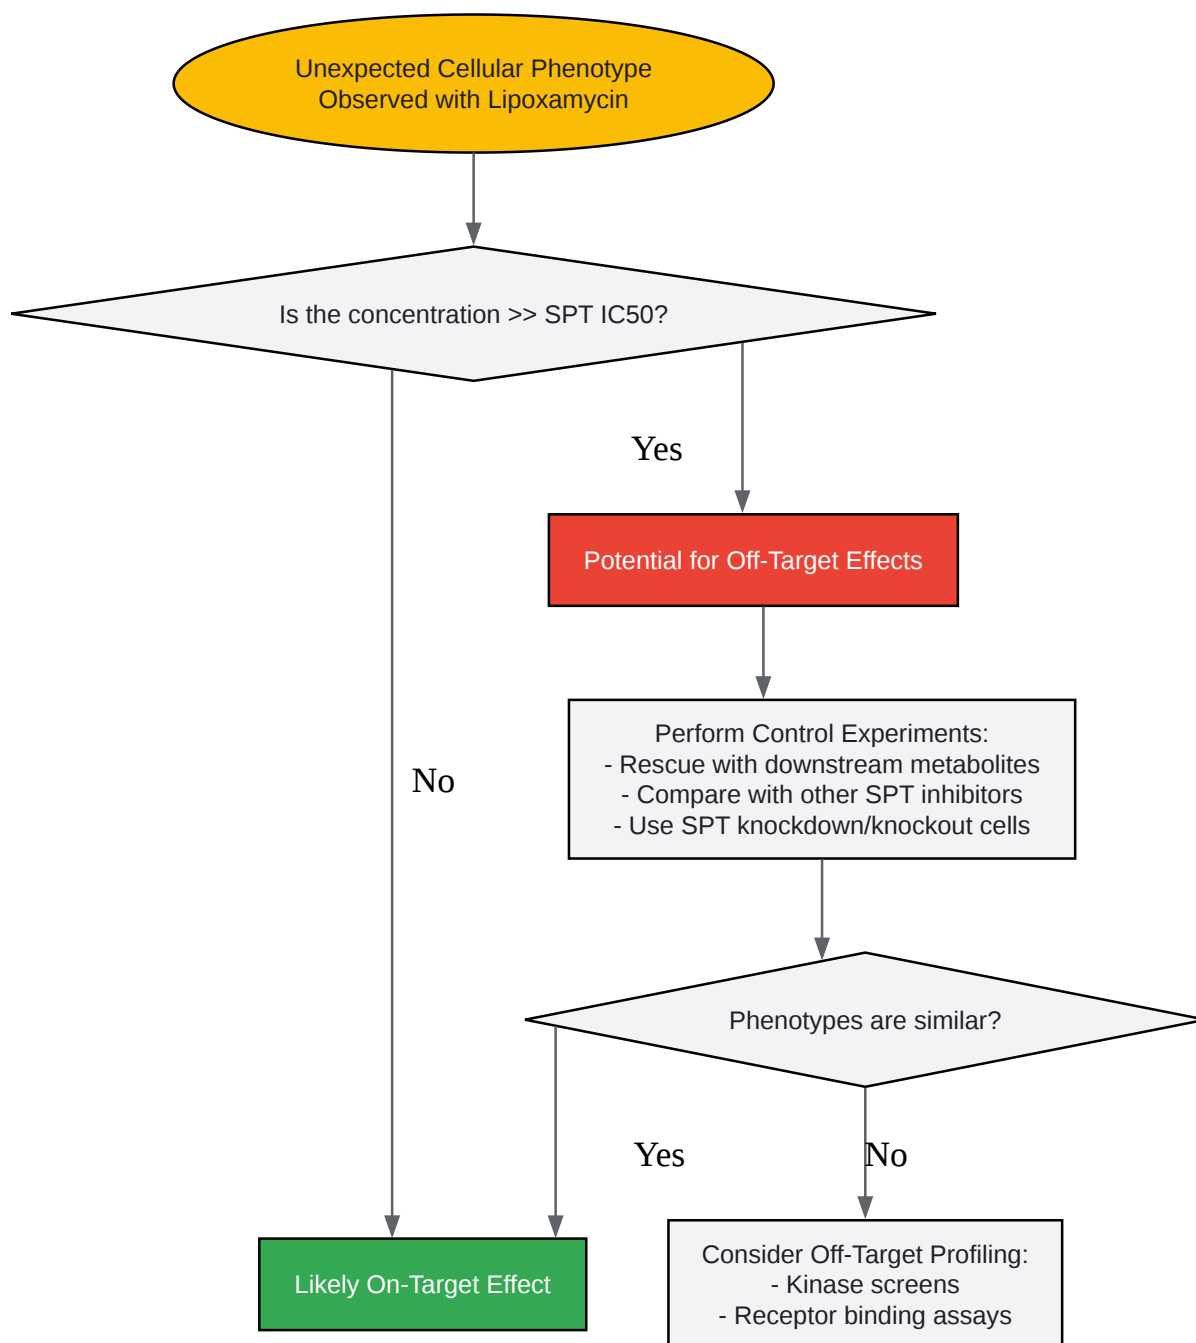 Unexpected Cellular Phenotype
Observed with Lipoxamycin
Is the concentration >> SPT IC50?
Yes
Potential for Off-Target Effects
Perform Control Experiments:
- Rescue with downstream metabolites
- Compare with other SPT inhibitors
- Use SPT knockdown/knockout cells
No
Phenotypes are similar?
Yes
No
Likely On-Target Effect
Consider Off-Target Profiling:
- Kinase screens
- Receptor binding assays